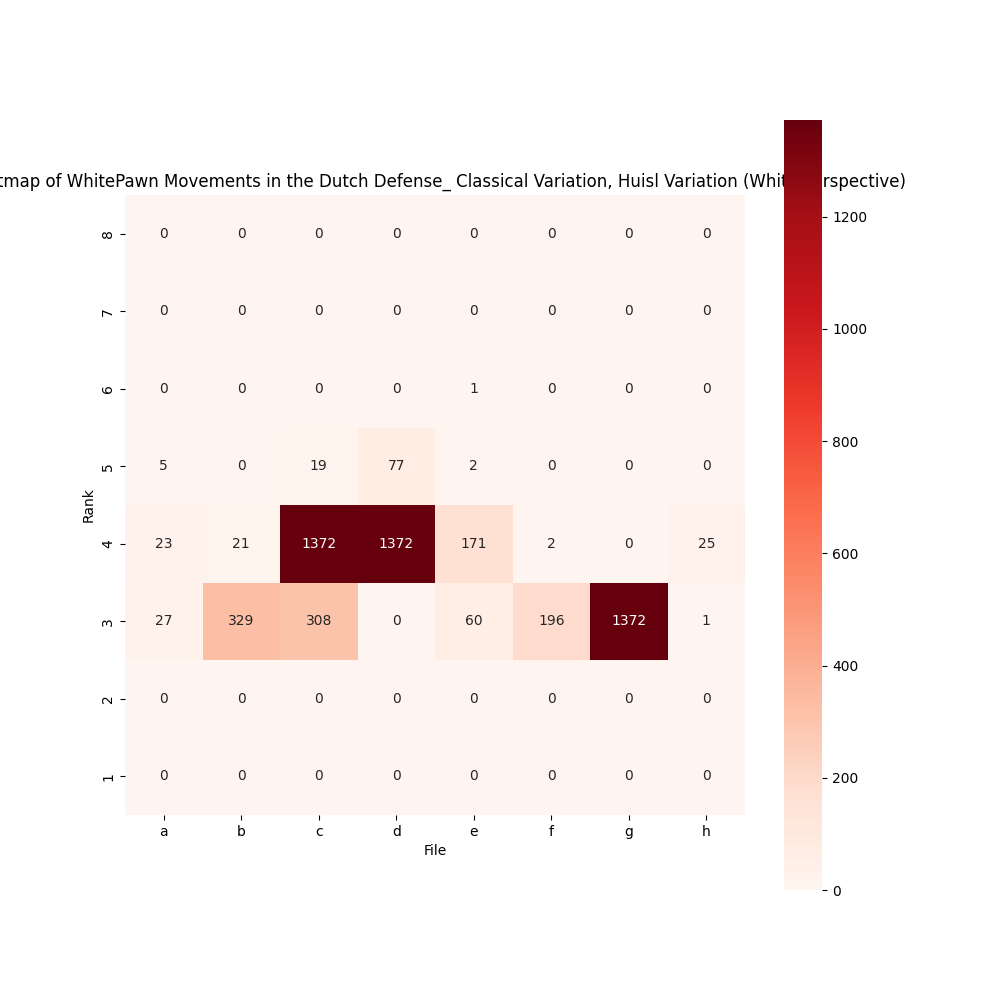 tmap of WhitePawn Movements in the Dutch Defense_ Classical Variation, Huisl Variation (White Perspective)
8 0 0 0 0 0 0 0 0
7 0 0 0 0 0 0 0 0
6 0 0 0 0 1 0 0 0
5 5 0 19 77 2 0 0 0
4 23 21 1372 1372 171 2 0 25
3 27 329 308 0 60 196 1372 1
2 0 0 0 0 0 0 0 0
1 0 0 0 0 0 0 0 0
a b c d e f g h
File
Rank
1200
1000
800
600
400
200
0